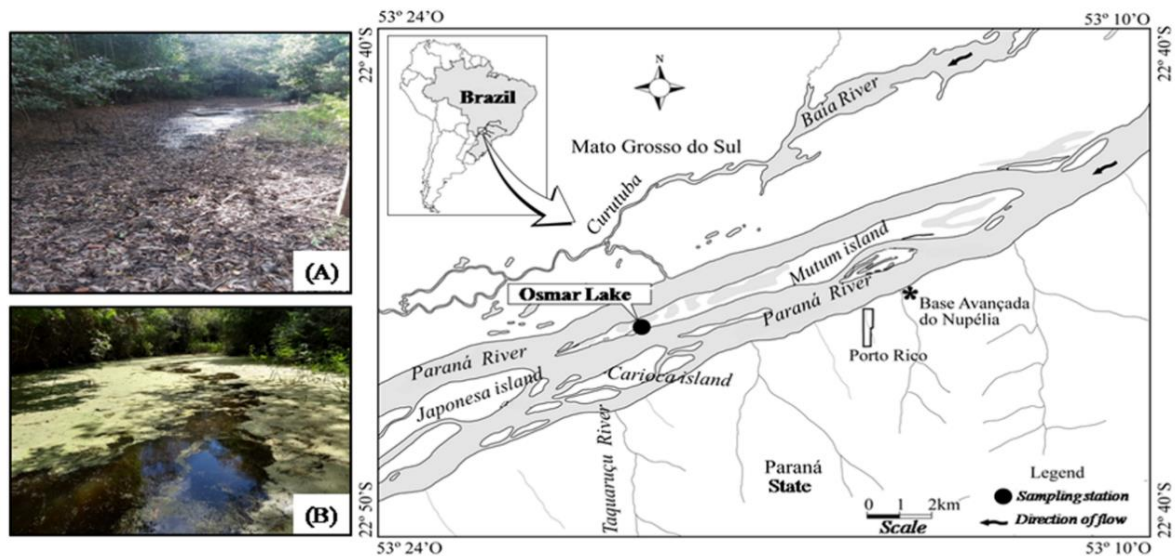 (A)
(B)
53° 24’O
53° 10’O
22° 40’S
22° 40’S
Brazil
Mato Grosso do Sul
Baia River
Curutuba
Osmar Lake
Mutum island
Paraná River
Base Avançada
do Nupélia
Porto Rico
Paraná River
Japonesa island
Carioca island
Taquaruçu River
Paraná
State
Legend
Sampling station
Direction of flow
0 1 2km
Scale
22° 50’S
22° 40’S
53° 24’O
53° 10’O